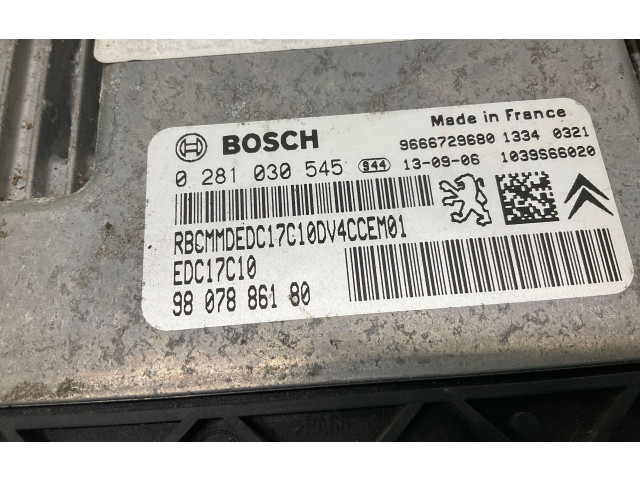 BOSCH
Made in France
9666729680 1334 0321
0 281 030 545 944 13-09-06 1039S66020
RBCMMDEDC17C10DV4CCEM01
EDC17C10
98 078 861 80